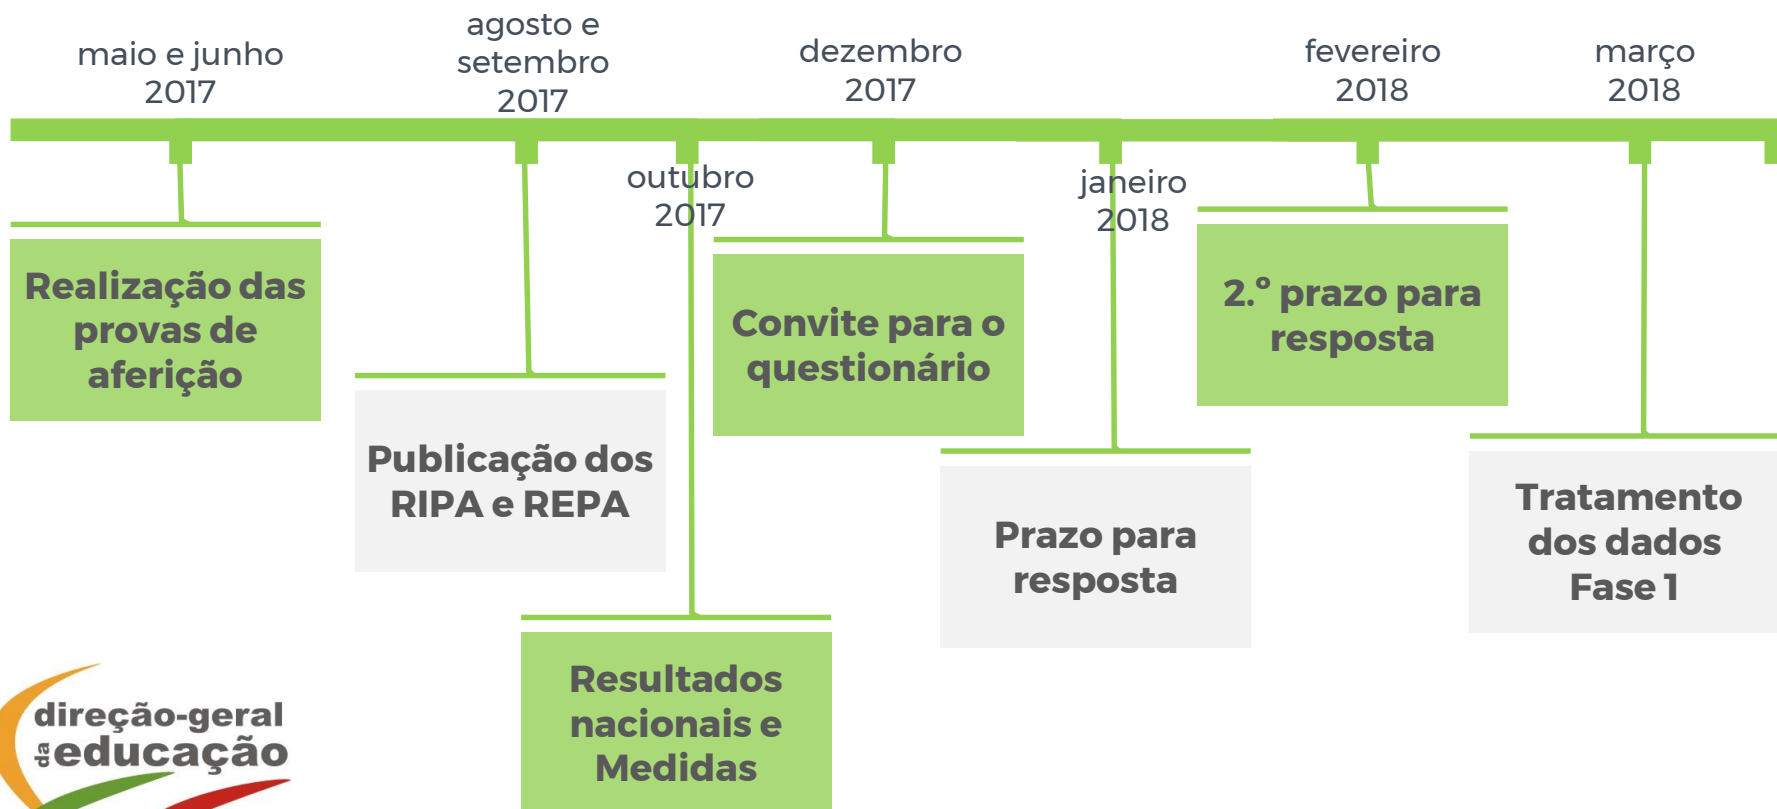 maio e junho
2017
agosto e
setembro
2017
dezembro
2017
fevereiro
2018
março
2018
outubro
2017
janeiro
2018
Realização das
provas de
aferição
Publicação dos
RIPA e REPA
Resultados
nacionais e
Medidas
Convite para o
questionário
Prazo para
resposta
2.º prazo para
resposta
Tratamento
dos dados
Fase 1
direção-geral
da educação